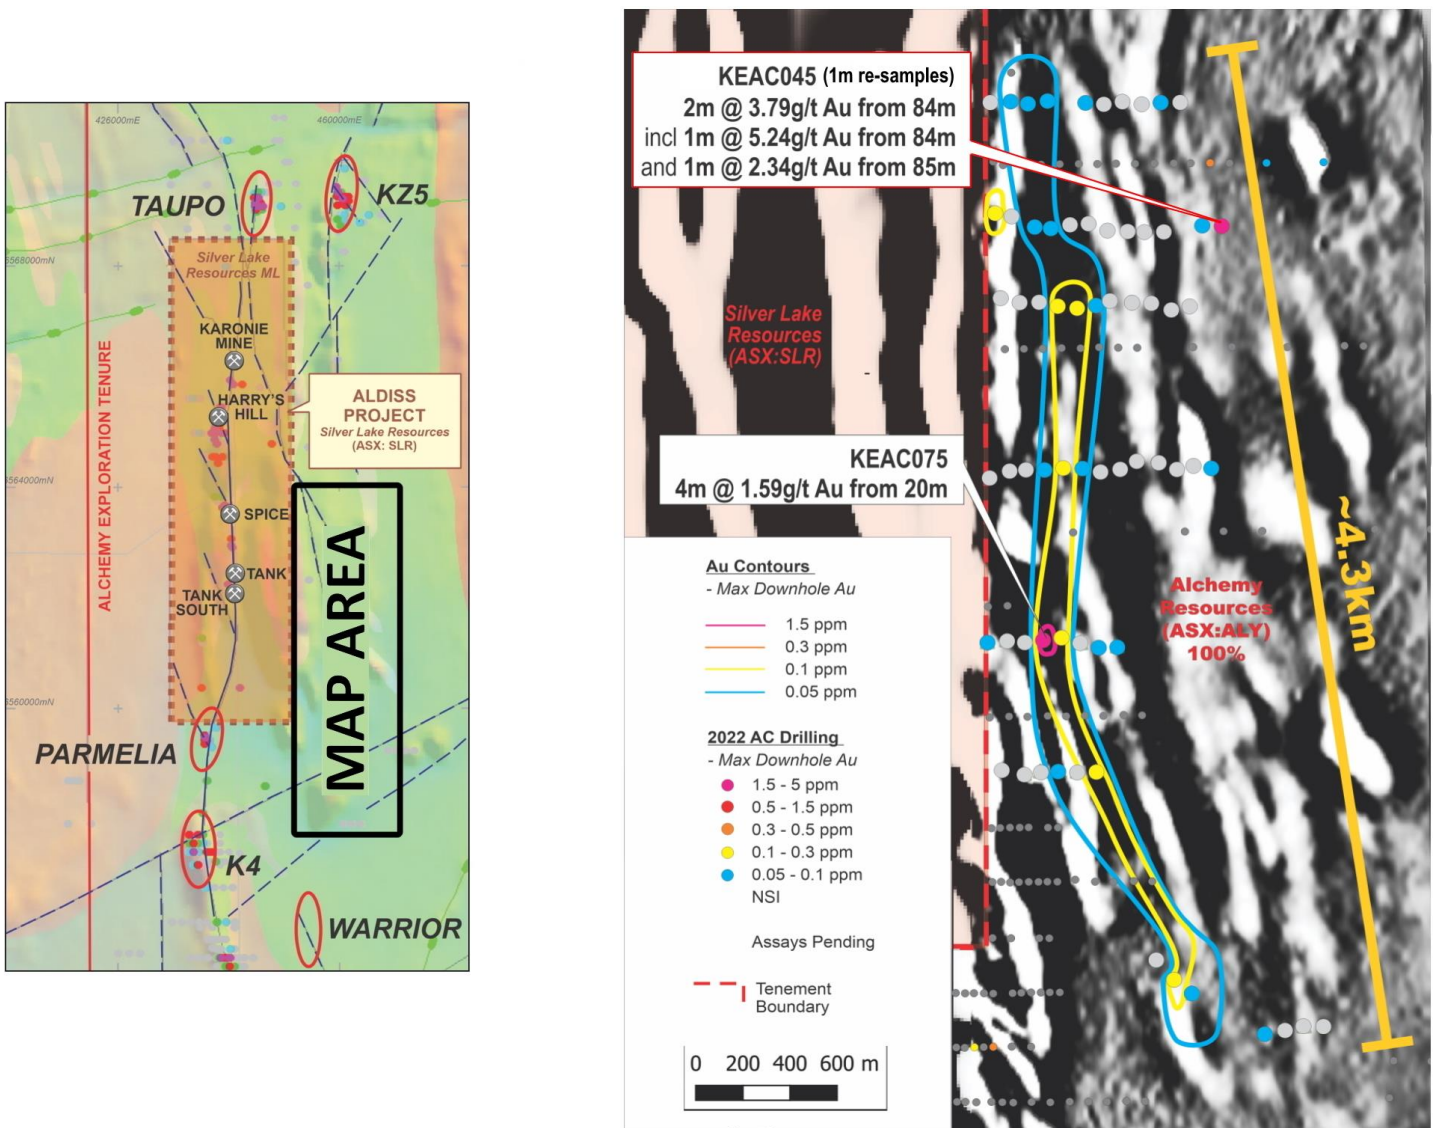 426000mE
460000mE
TAUPO
KZ5
6568000mN
Silver Lake
Resources ML
KARONIE
MINE
HARRY'S
HILL
ALDISS
PROJECT
Silver Lake Resources
(ASX: SLR)
ALCHEMY EXPLORATION TENURE
6564000mN
SPICE
TANK
TANK
SOUTH
MAP AREA
6560000mN
PARMELIA
K4
WARRIOR
KEAC045 (1m re-samples)
2m @ 3.79g/t Au from 84m
incl 1m @ 5.24g/t Au from 84m
and 1m @ 2.34g/t Au from 85m
Silver Lake
Resources
(ASX:SLR)
KEAC075
4m @ 1.59g/t Au from 20m
~4.3km
Alchemy
Resources
(ASX:ALY)
100%
Au Contours
- Max Downhole Au
1.5 ppm
0.3 ppm
0.1 ppm
0.05 ppm
2022 AC Drilling
- Max Downhole Au
1.5 - 5 ppm
0.5 - 1.5 ppm
0.3 - 0.5 ppm
0.1 - 0.3 ppm
0.05 - 0.1 ppm
NSI
Assays Pending
Tenement
Boundary
0 200 400 600 m